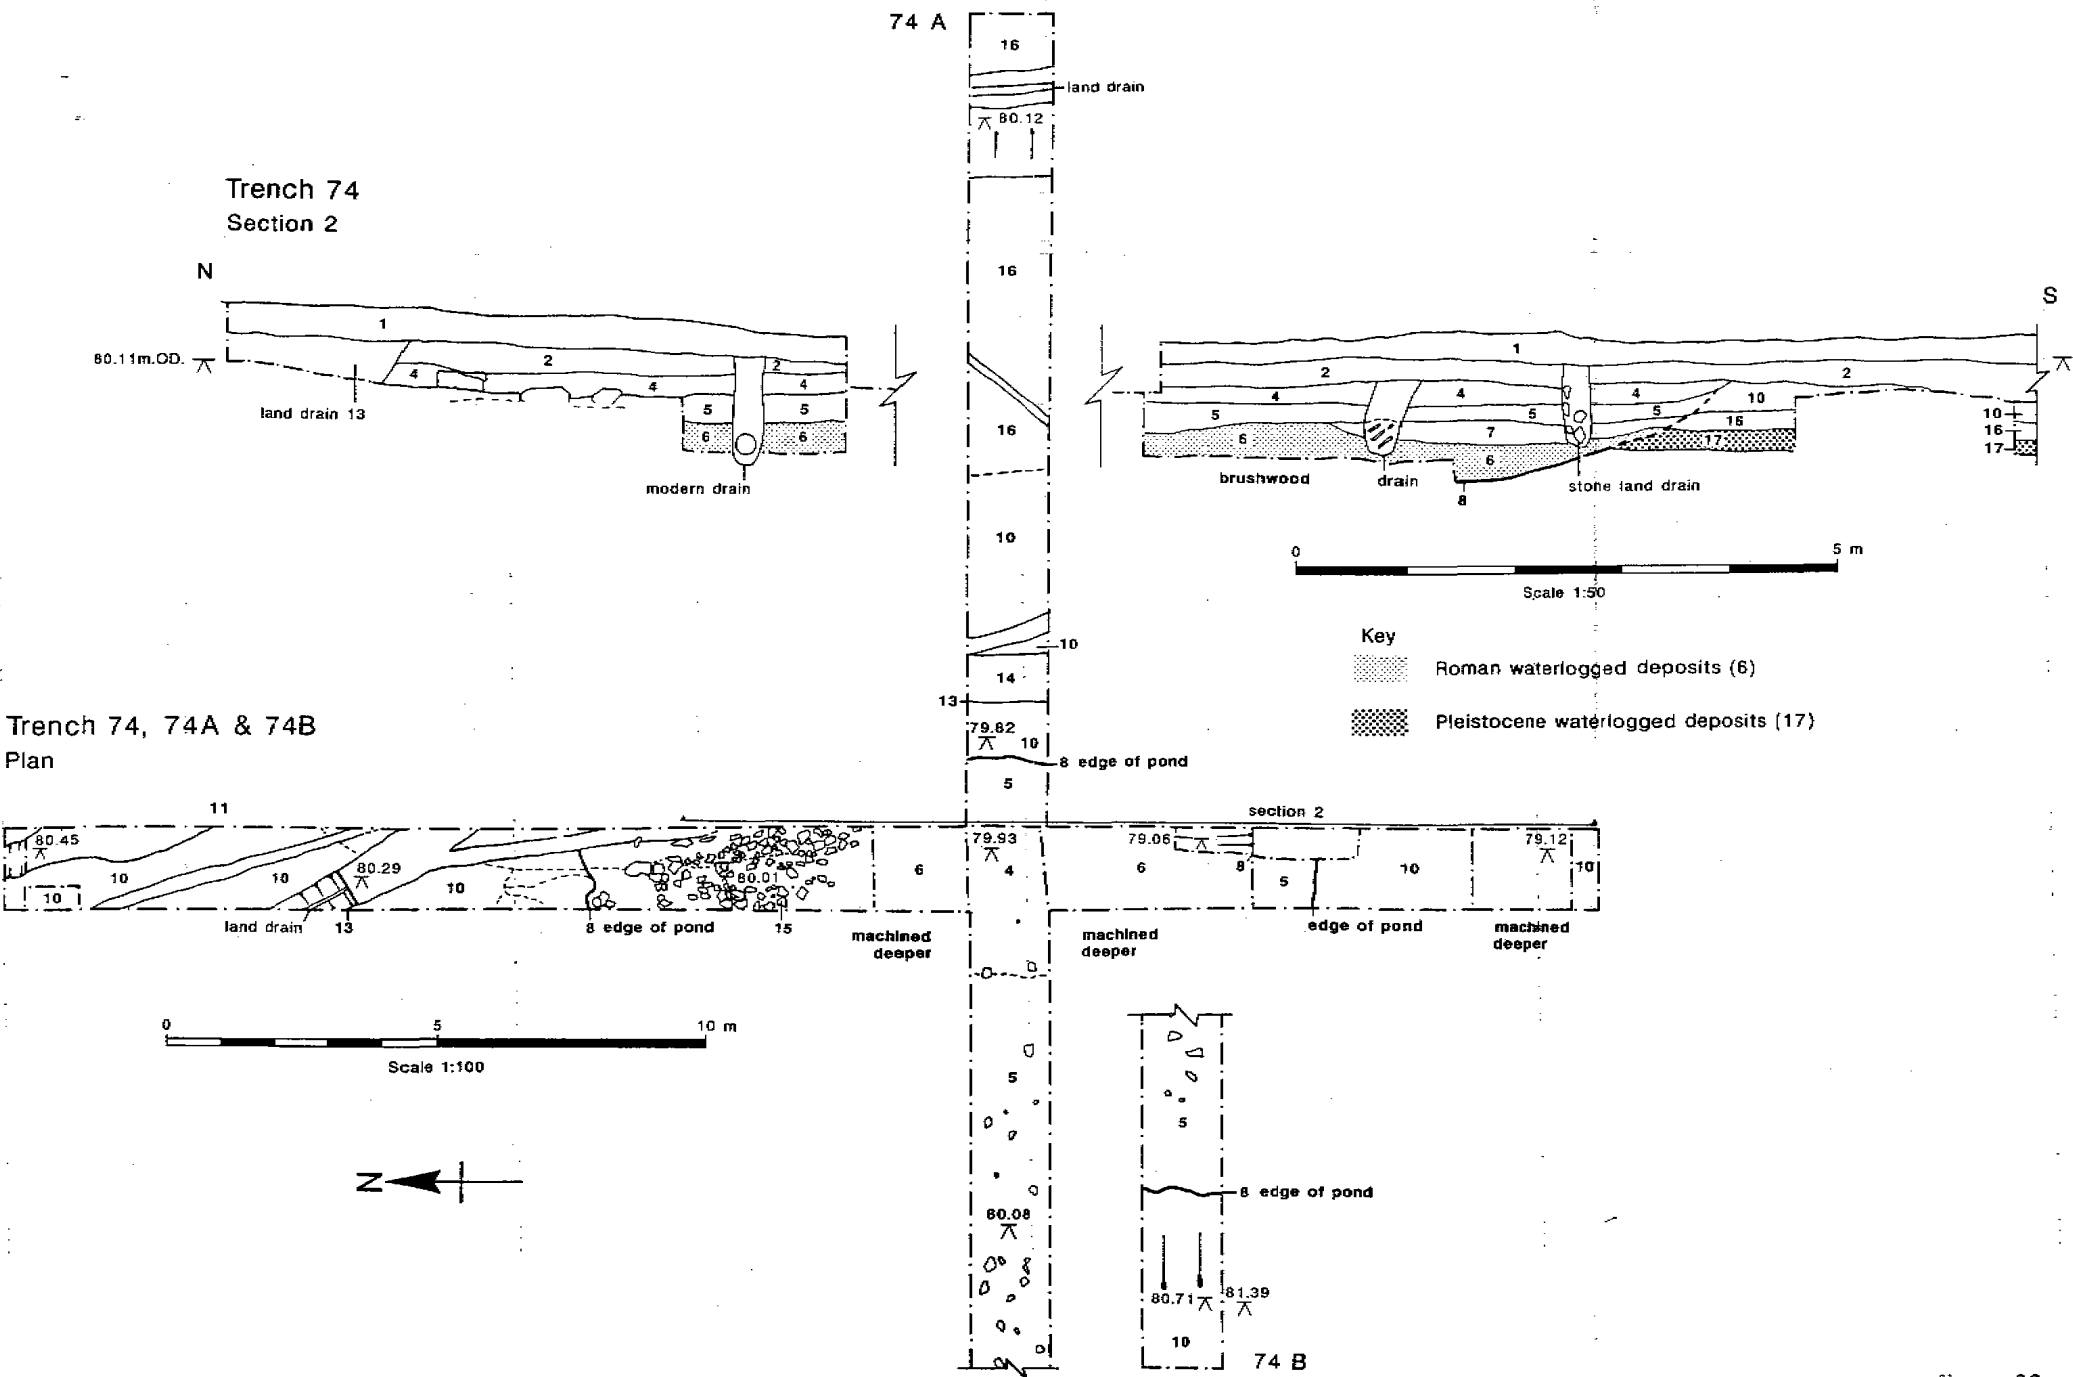 74 A
16
land drain
80.12
Trench 74
Section 2
N
S
16
1
1
80.11m.OD.
2
2
2
2
4
4
4
4
4
4
10
land drain 13
5
5
5
5
5
16
10
16
17
6
6
6
7
6
17
16
modern drain
brushwood
drain
8
stone land drain
10
0
5 m
Scale 1:50
Key
10
Roman waterlogged deposits (6)
14
13
Pleistocene waterlogged deposits (17)
Trench 74, 74A & 74B
Plan
79.82
10
8 edge of pond
5
11
section 2
80.45
10
10
10
80.29
10
80.01
6
79.93
4
79.06
6
8
5
10
79.12
10
land drain
13
8 edge of pond
15
machined
deeper
machined
deeper
edge of pond
machined
deeper
0
5
10 m
Scale 1:100
5
5
N
8 edge of pond
80.08
80.71
81.39
10
74 B